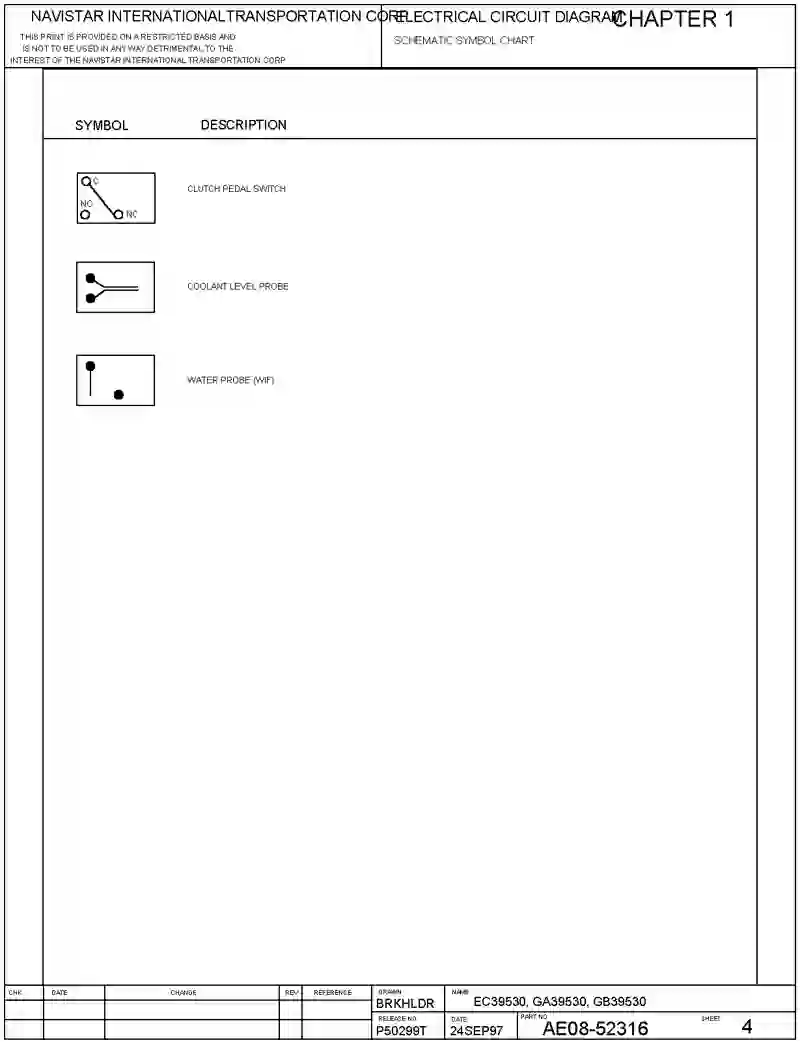 NAVISTAR INTERNATIONAL TRANSPORTATION CORP.
THIS PRINT IS PROVIDED ON A RESTRICTED BASIS AND
IS NOT TO BE USED IN ANY WAY DETRIMENTAL TO THE
INTEREST OF THE NAVISTAR INTERNATIONAL TRANSPORTATION CORP
ELECTRICAL CIRCUIT DIAGRAM
CHAPTER 1
SCHEMATIC SYMBOL CHART
SYMBOL DESCRIPTION
C
NO
NC
CLUTCH PEDAL SWITCH
COOLANT LEVEL PROBE
WATER PROBE (WIF)
CHK DATE CHANGE REV REFERENCE
DRAWN
BRKHLDR
NAME
EC39530, GA39530, GB39530
RELEASE NO
P50299T
DATE
24SEP97
PART NO
AE08-52316
SHEET
4